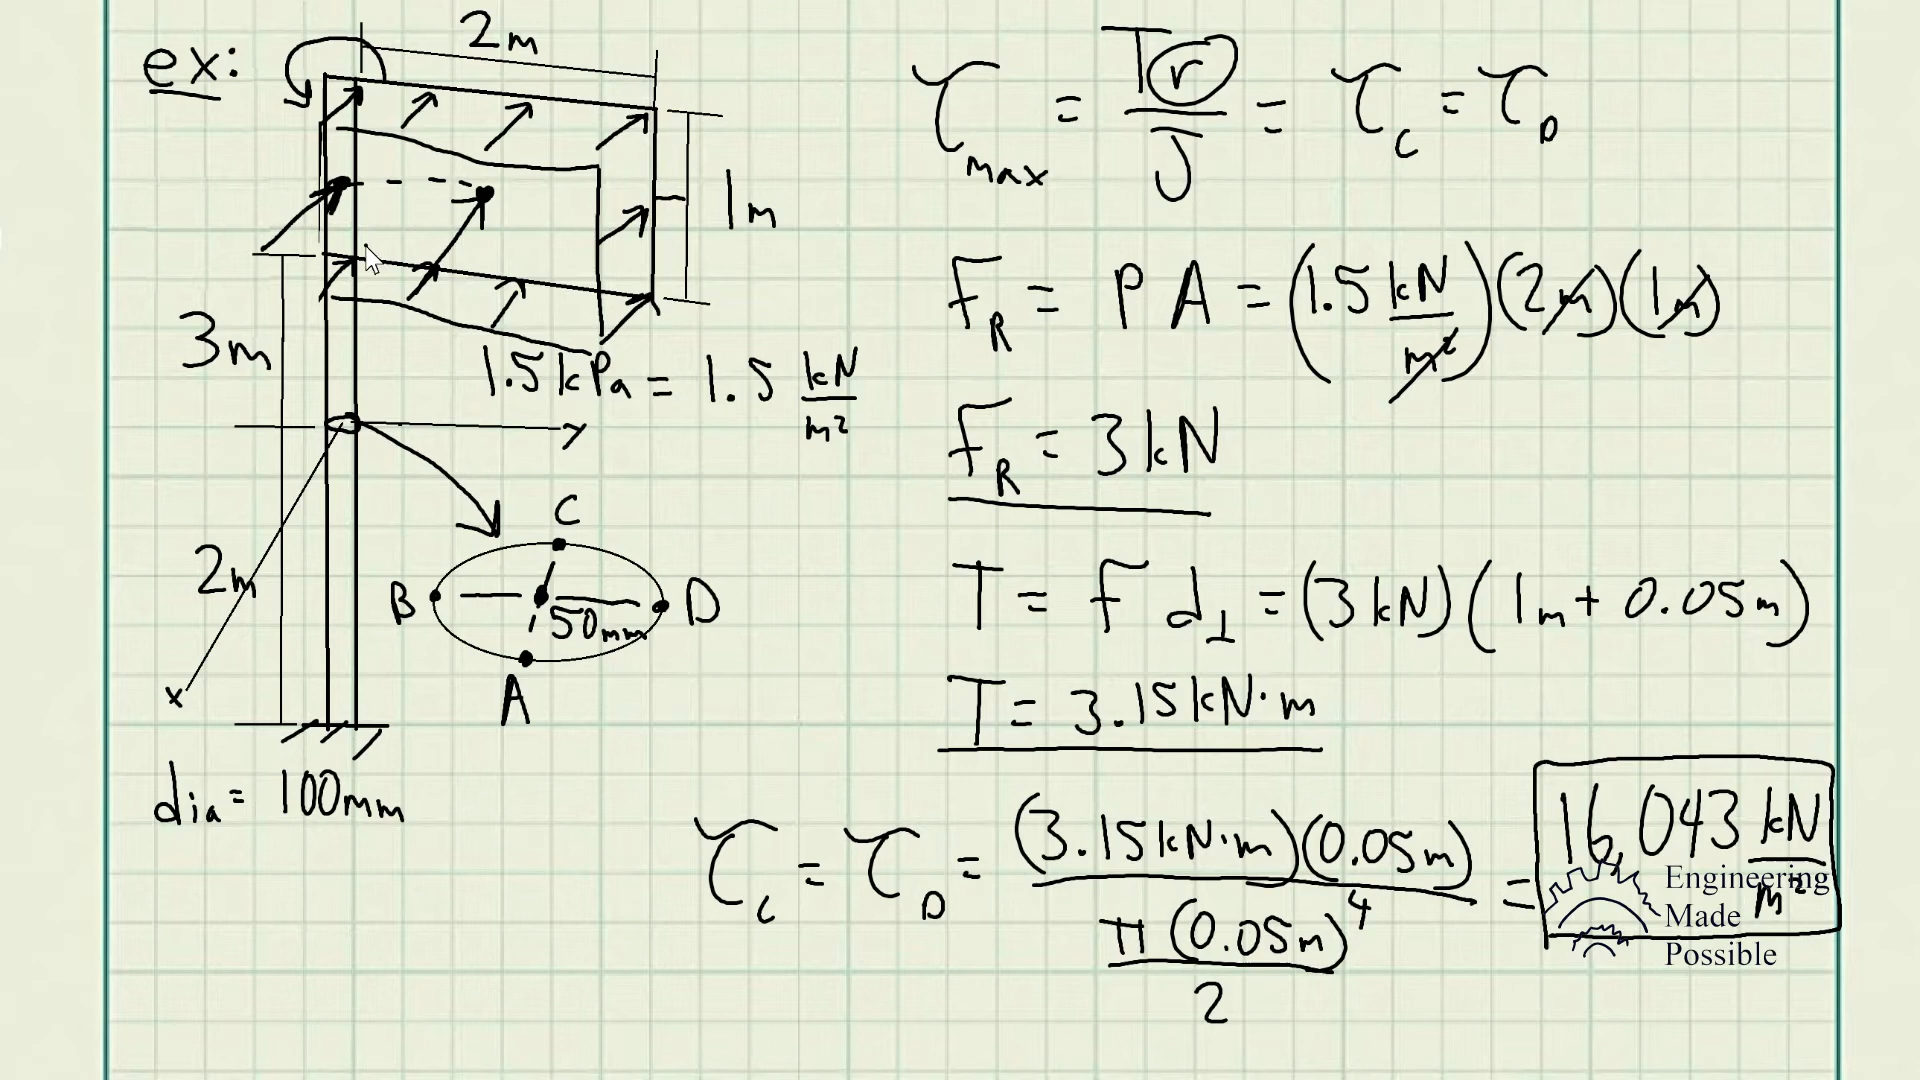 ex:
2m
1m
3m
1.5 kPa = 1.5 kN/m²
y
2m
x
C
B
50mm
D
A
dia = 100mm
τmax = Tr/J = τC = τD
FR = PA = (1.5 kN/m²)(2m)(1m)
FR = 3kN
T = F d⊥ = (3kN)(1m + 0.05m)
T = 3.15kN·m
τC = τD = (3.15kN·m)(0.05m) / (π(0.05m)⁴/2) = 16,043 kN/m²
Engineering
Made
Possible